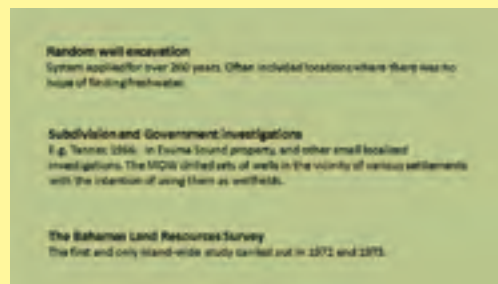 Random well excavation
System applied for over 200 years. Often included locations where there was no
hope of finding freshwater.
Subdivision and Government investigations
E.g. Tanner, 1966 in Exuma Sound property, and other small localized
investigations. The MOW drilled sets of wells in the vicinity of various settlements
with the intention of using them as wellfields.
The Bahamas Land Resources Survey
The first and only island-wide study carried out in 1972 and 1975.